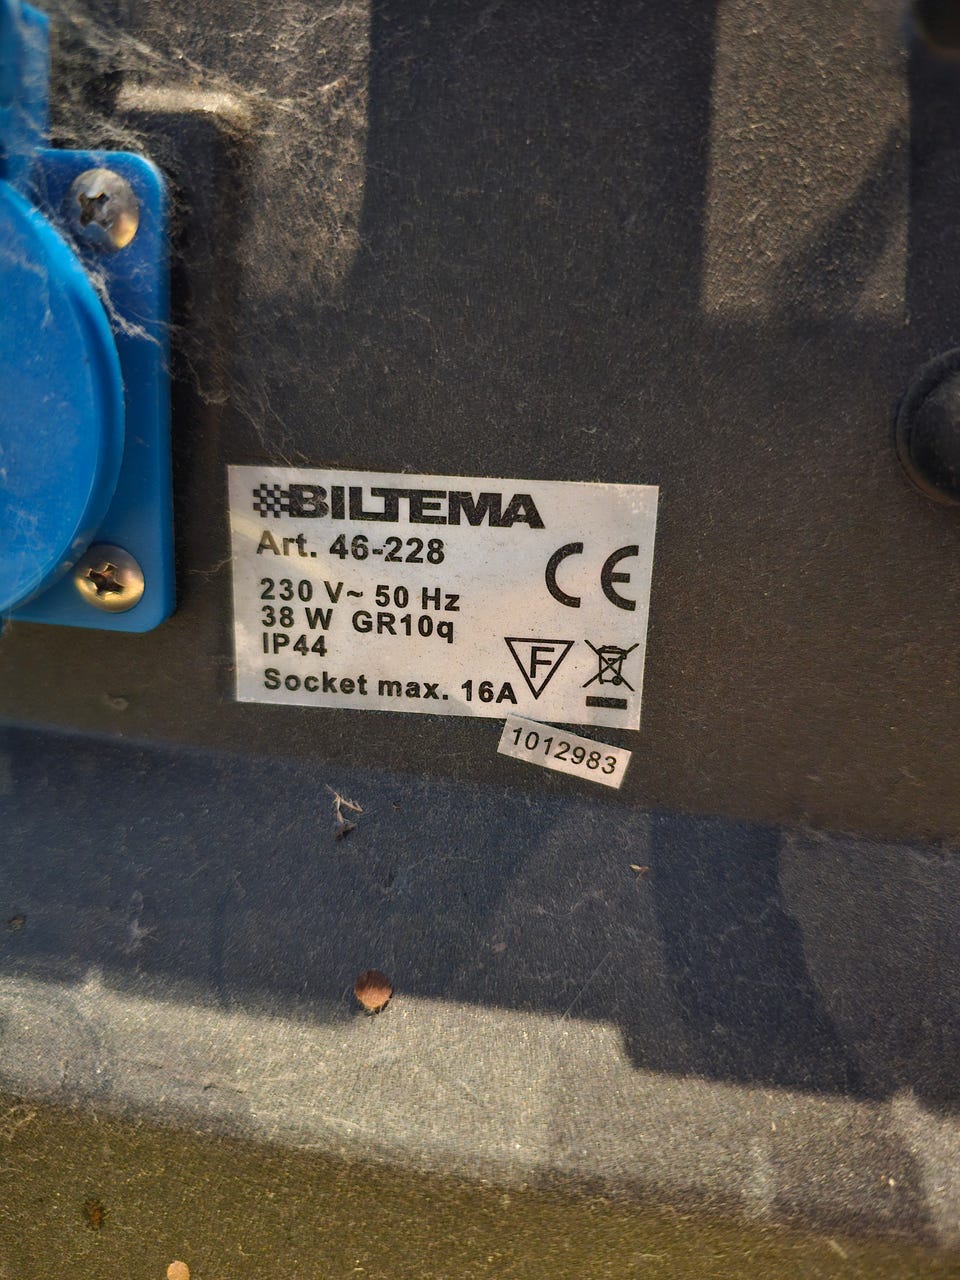 BILTEMA
Art. 46-228
CE
230 V~ 50 Hz
38 W GR10q
IP44
F
Socket max. 16A
1012983